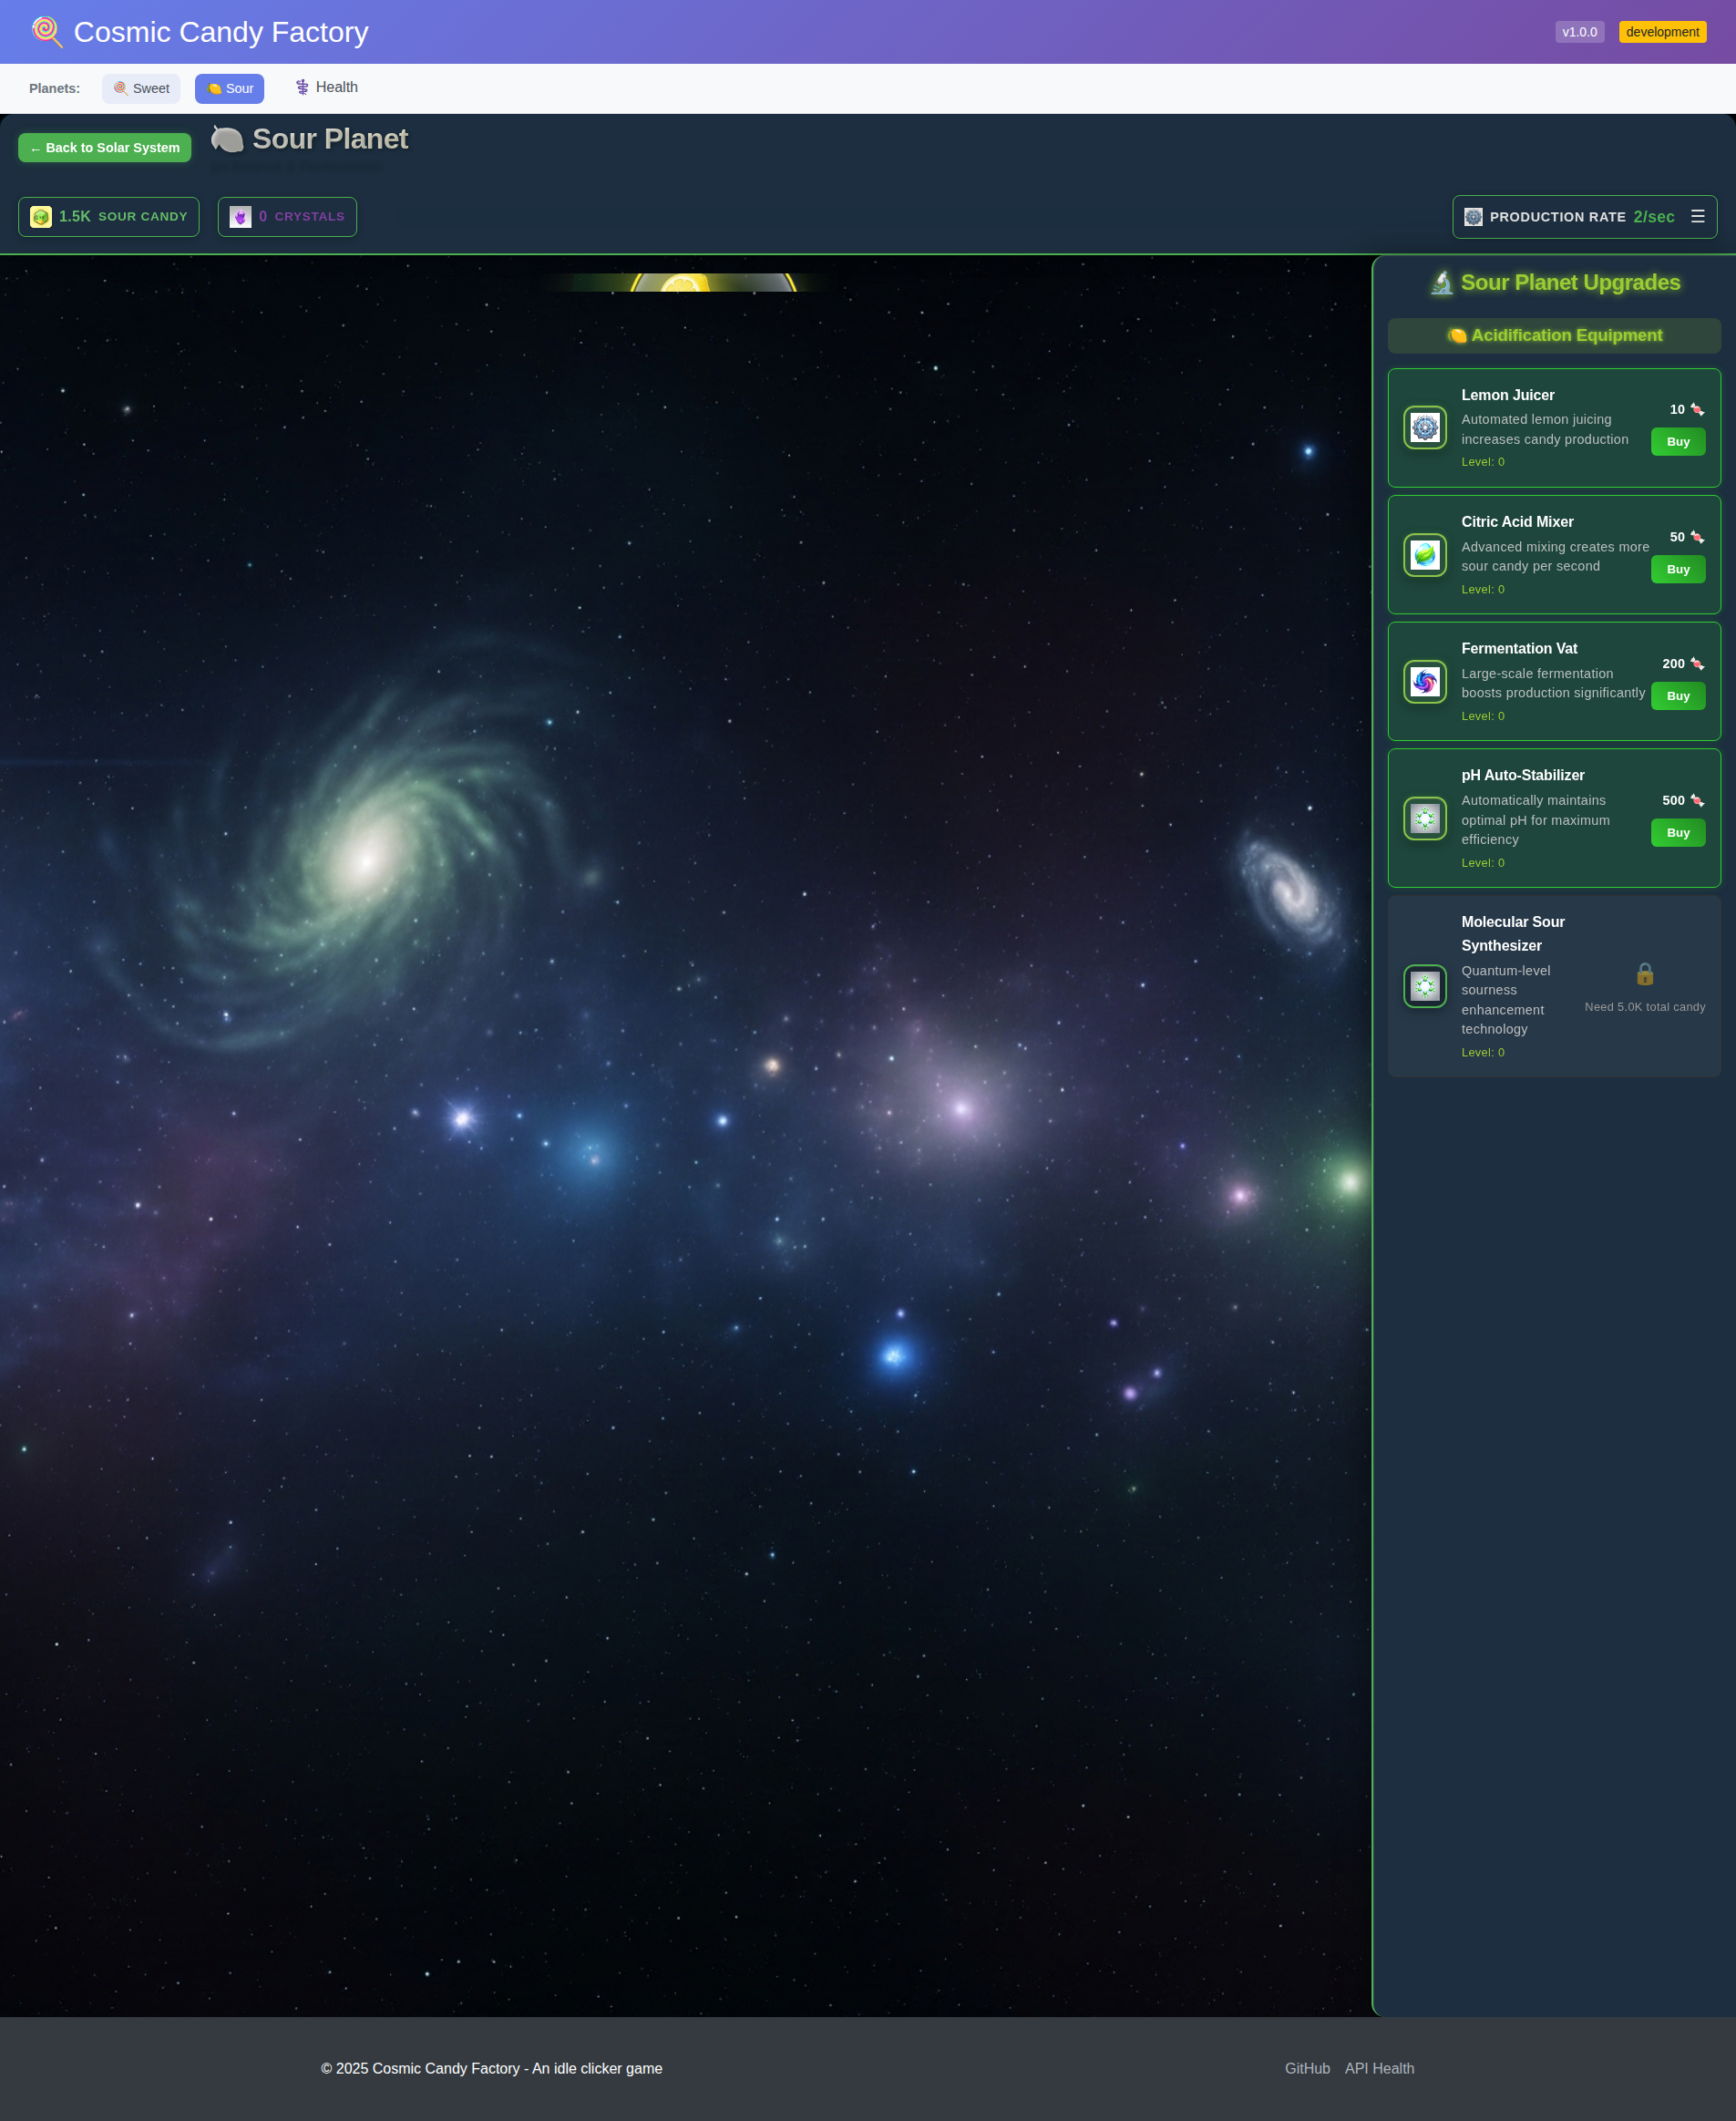 Cosmic Candy Factory
v1.0.0
development
Planets:
Sweet
Sour
Health
← Back to Solar System
Sour Planet
1.5K SOUR CANDY
0 CRYSTALS
PRODUCTION RATE 2/sec
Sour Planet Upgrades
Acidification Equipment
Lemon Juicer
Automated lemon juicing
increases candy production
Level: 0
10
Buy
Citric Acid Mixer
Advanced mixing creates more
sour candy per second
Level: 0
50
Buy
Fermentation Vat
Large-scale fermentation
boosts production significantly
Level: 0
200
Buy
pH Auto-Stabilizer
Automatically maintains
optimal pH for maximum
efficiency
Level: 0
500
Buy
Molecular Sour
Synthesizer
Quantum-level
sourness
enhancement
technology
Level: 0
Need 5.0K total candy
© 2025 Cosmic Candy Factory - An idle clicker game
GitHub
API Health